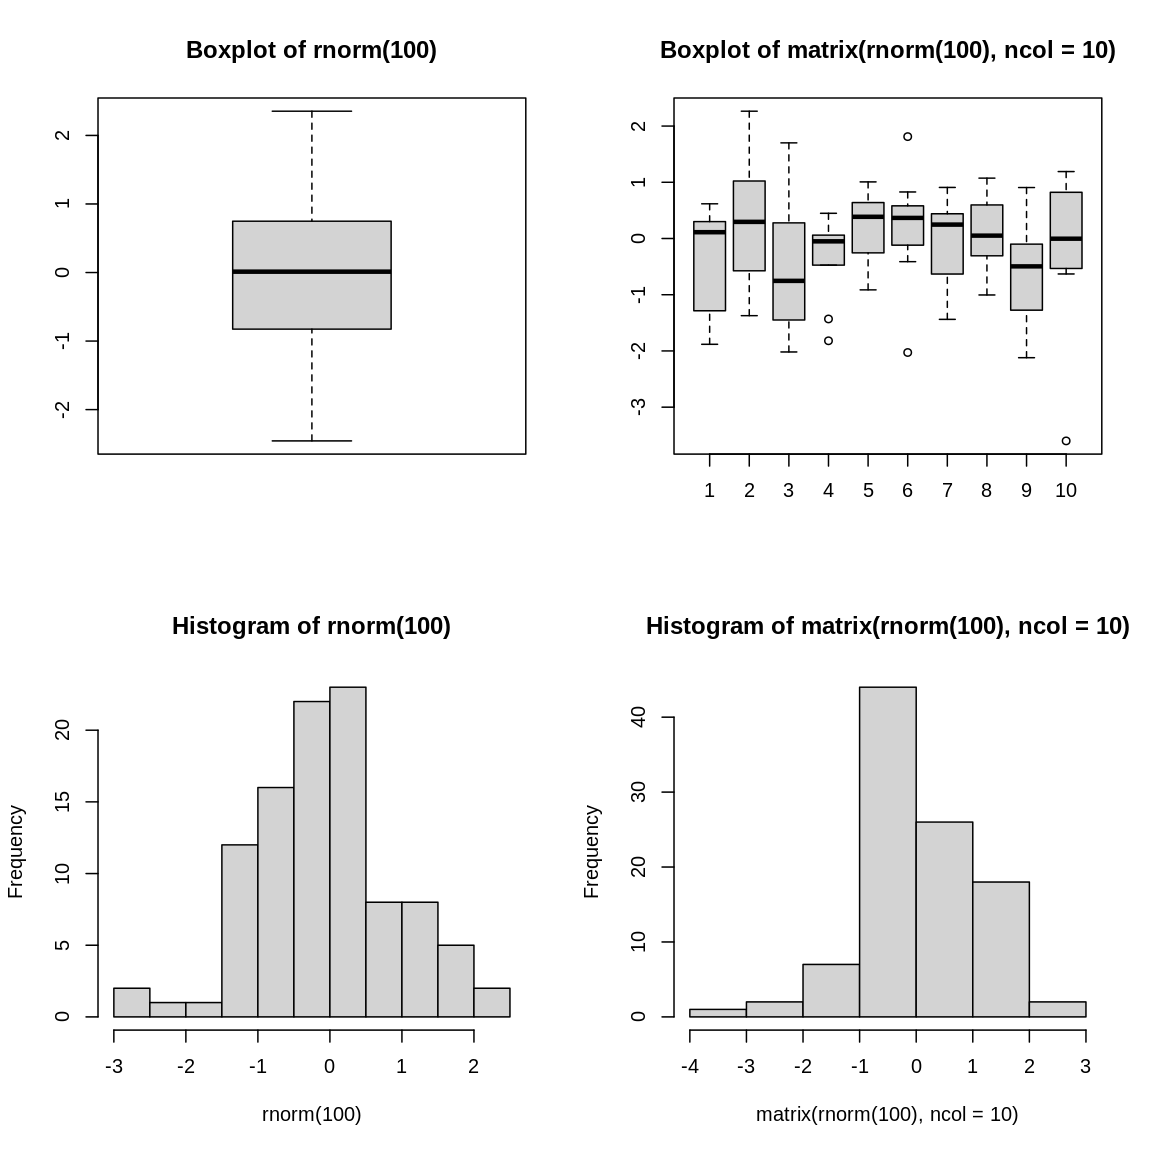 Boxplot of rnorm(100)
2
1
0
-1
-2
Boxplot of matrix(rnorm(100), ncol = 10)
2
1
0
-1
-2
-3
1 2 3 4 5 6 7 8 9 10
Histogram of rnorm(100)
Frequency
20
15
10
5
0
-3 -2 -1 0 1 2
rnorm(100)
Histogram of matrix(rnorm(100), ncol = 10)
Frequency
40
30
20
10
0
-4 -3 -2 -1 0 1 2 3
matrix(rnorm(100), ncol = 10)